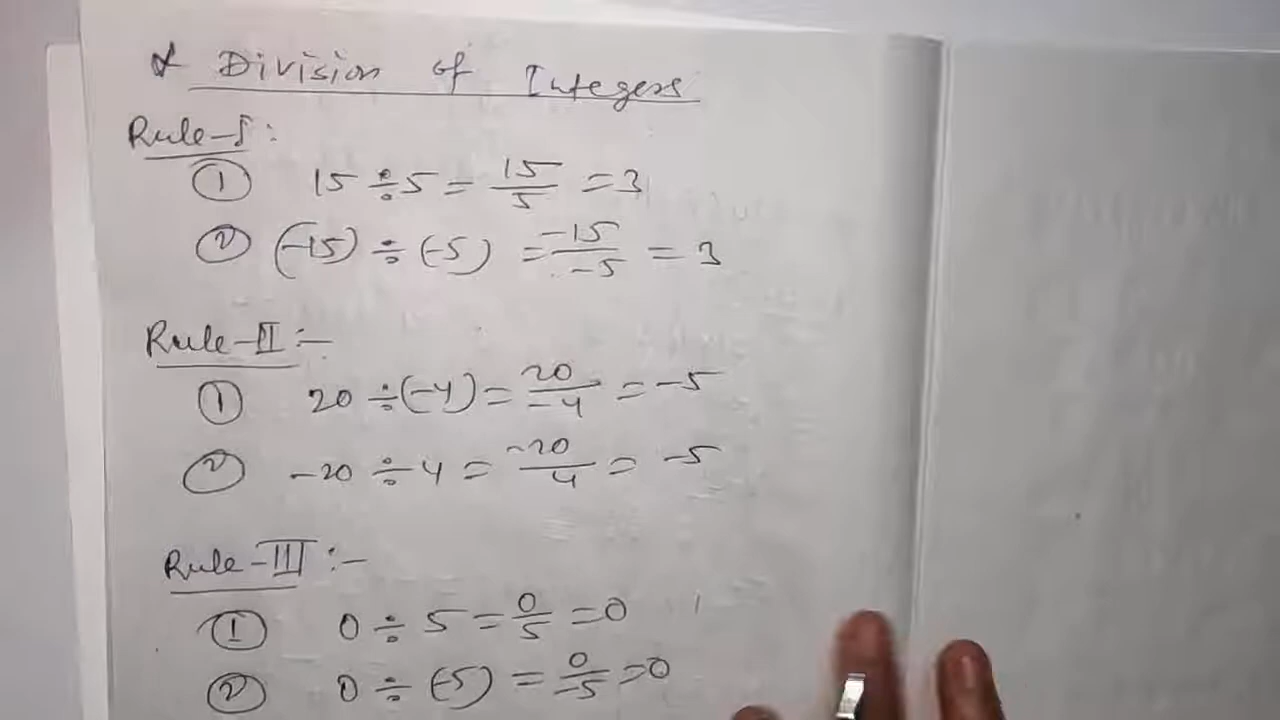 * Division of Integers
Rule-I:
① 15 ÷ 5 = 15/5 = 3
② (-15) ÷ (-5) = -15/-5 = 3
Rule-II :-
① 20 ÷ (-4) = 20/-4 = -5
② -20 ÷ 4 = -20/4 = -5
Rule-III :-
① 0 ÷ 5 = 0/5 = 0
② 0 ÷ (-5) = 0/-5 = 0